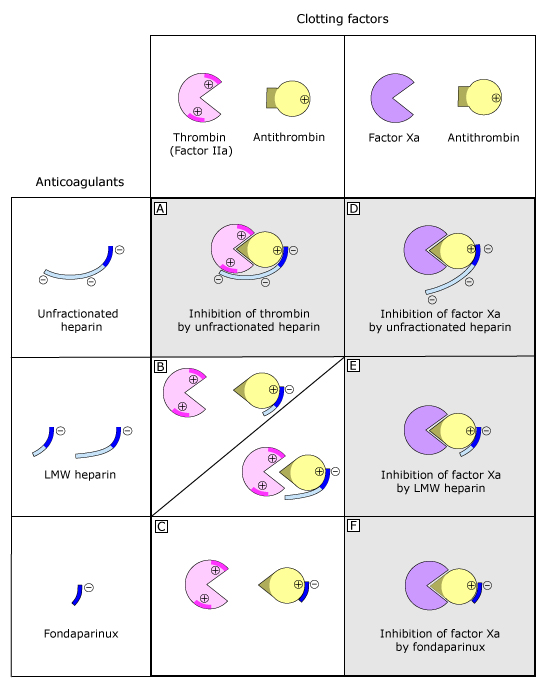 Clotting factors
Thrombin
(Factor IIa)
Antithrombin
Factor Xa
Antithrombin
Anticoagulants
Unfractionated
heparin
A
Inhibition of thrombin
by unfractionated heparin
D
Inhibition of factor Xa
by unfractionated heparin
LMW heparin
B
E
Inhibition of factor Xa
by LMW heparin
Fondaparinux
C
F
Inhibition of factor Xa
by fondaparinux